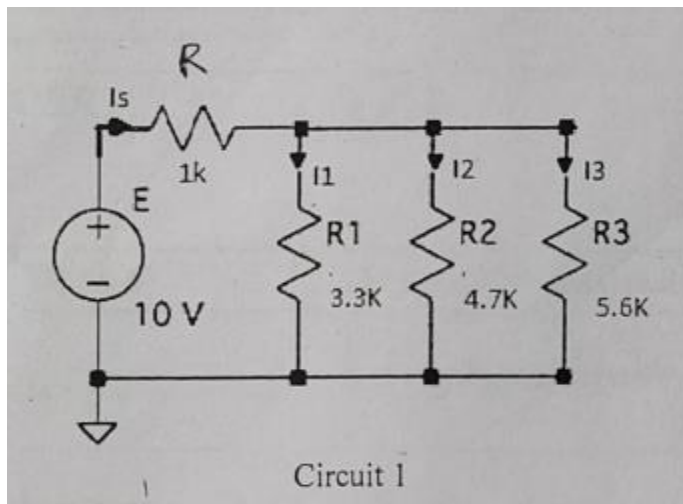 R
Is
1k
I1
I2
I3
E
+
R1
R2
R3
3.3K
4.7K
5.6K
−
10 V
Circuit 1